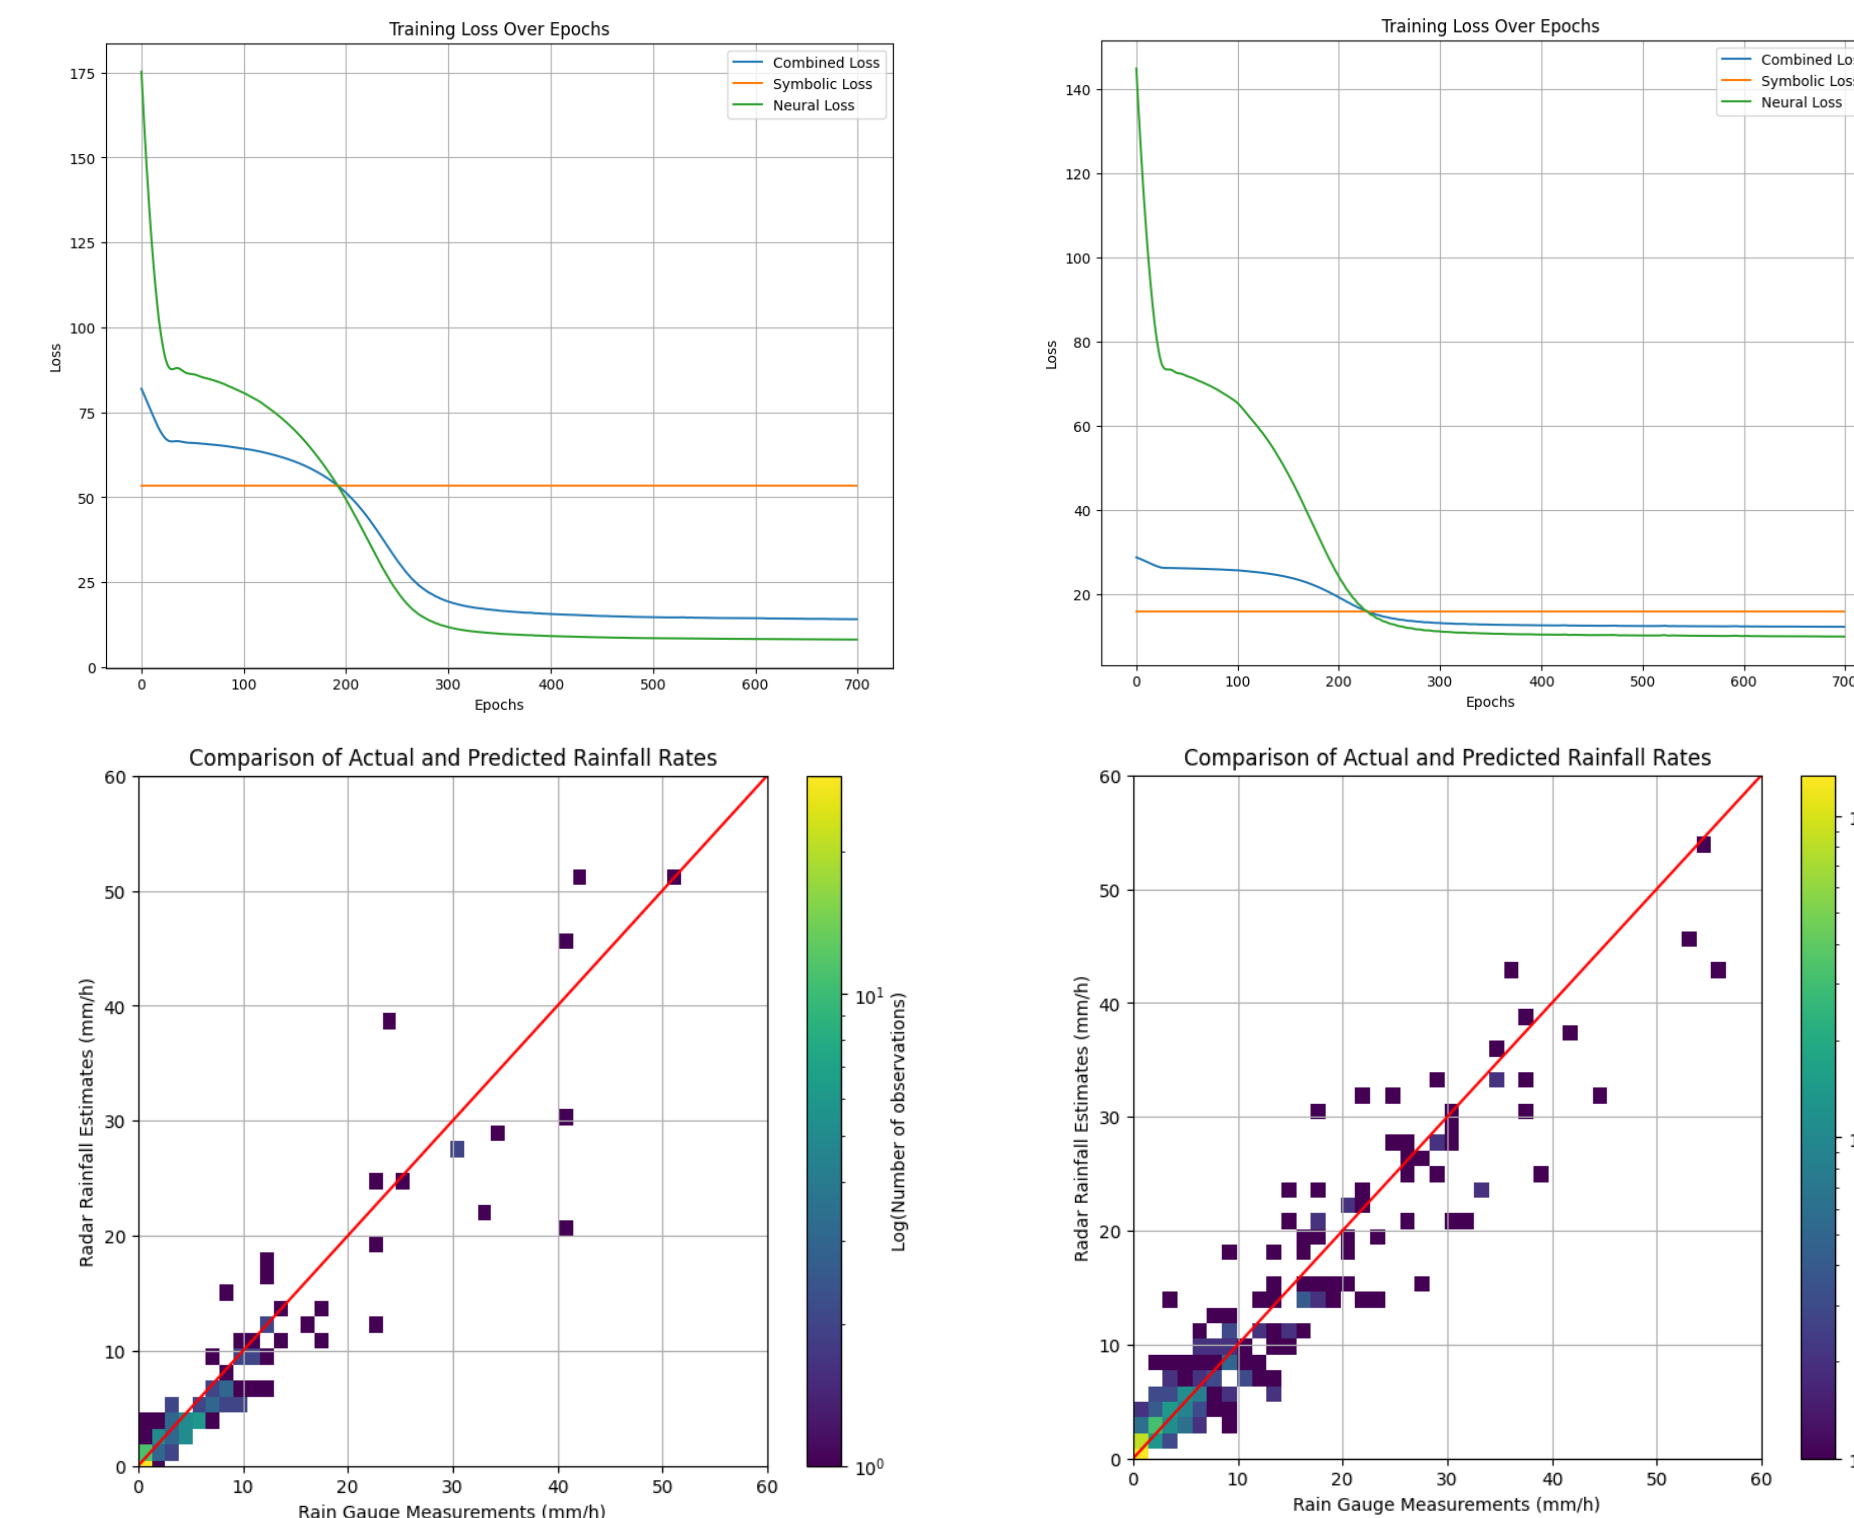 Training Loss Over Epochs
Combined Loss
Symbolic Loss
Neural Loss
175
150
125
100
75
50
25
0
Loss
0 100 200 300 400 500 600 700
Epochs
Training Loss Over Epochs
Combined
Symbolic
Neural Loss
140
120
100
80
60
40
20
Loss
0 100 200 300 400 500 600 700
Epochs
Comparison of Actual and Predicted Rainfall Rates
60
50
40
30
20
10
0
Radar Rainfall Estimates (mm/h)
0 10 20 30 40 50 60
Rain Gauge Measurements (mm/h)
10¹
10⁰
Log(Number of observations)
Comparison of Actual and Predicted Rainfall Rates
60
50
40
30
20
10
0
Radar Rainfall Estimates (mm/h)
0 10 20 30 40 50 60
Rain Gauge Measurements (mm/h)